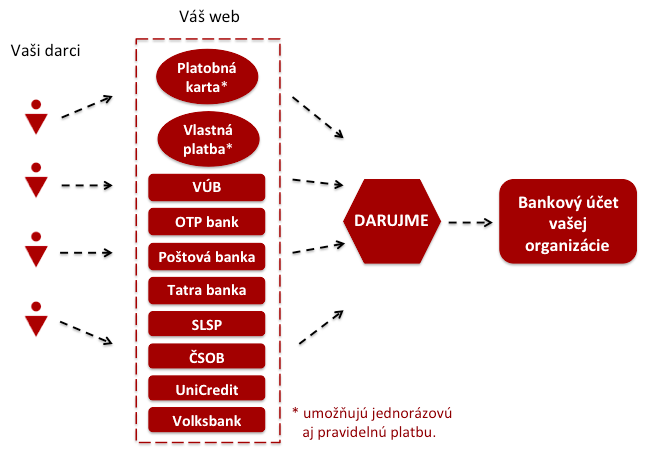 Váš web
Vaši darci
Platobná
karta*
Vlastná
platba*
VÚB
OTP bank
Poštová banka
Tatra banka
SLSP
ČSOB
UniCredit
Volksbank
DARUJME
Bankový účet
vašej
organizácie
* umožňujú jednorázovú
aj pravidelnú platbu.